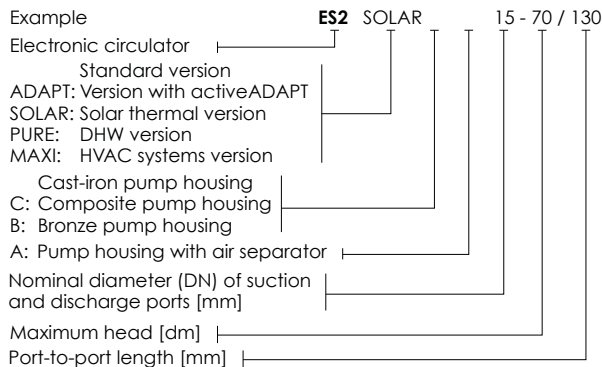 Example ES2 SOLAR 15 - 70 / 130
Electronic circulator
Standard version
ADAPT: Version with activeADAPT
SOLAR: Solar thermal version
PURE: DHW version
MAXI: HVAC systems version
Cast-iron pump housing
C: Composite pump housing
B: Bronze pump housing
A: Pump housing with air separator
Nominal diameter (DN) of suction
and discharge ports [mm]
Maximum head [dm]
Port-to-port length [mm]